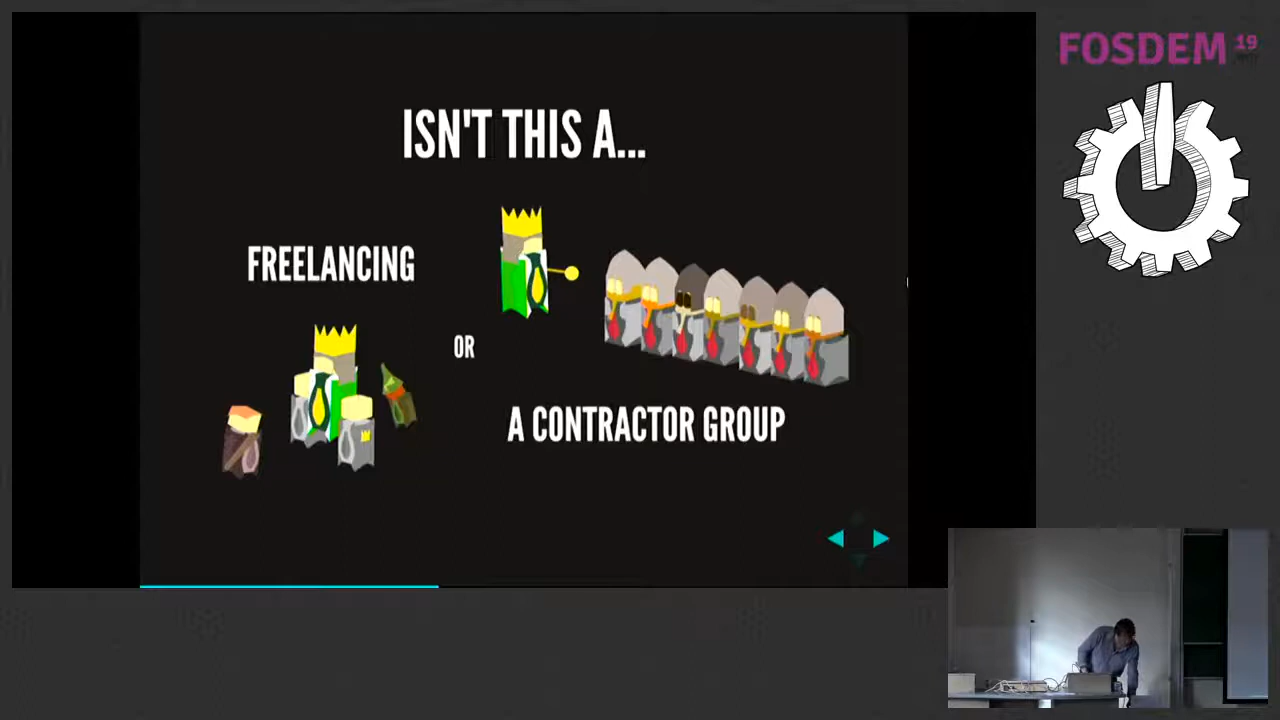 ISN'T THIS A...
FREELANCING
OR
A CONTRACTOR GROUP
FOSDEM 19